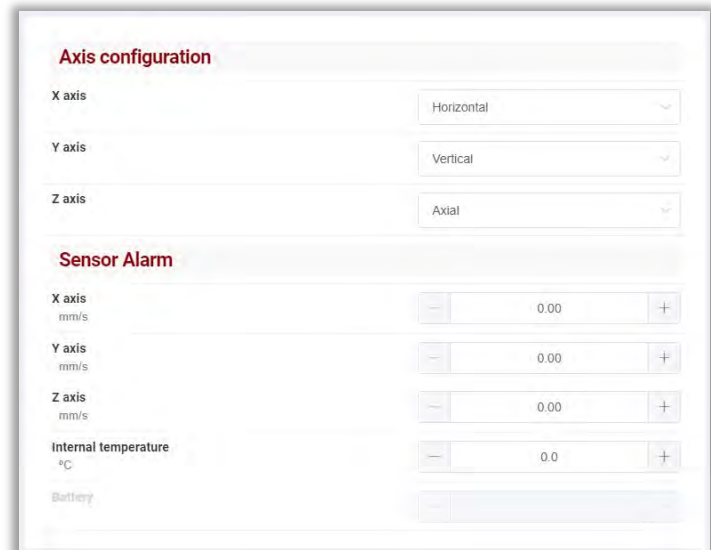 Axis configuration
X axis
Horizontal
Y axis
Vertical
Z axis
Axial
Sensor Alarm
X axis
mm/s
— 0.00 +
Y axis
mm/s
— 0.00 +
Z axis
mm/s
— 0.00 +
Internal temperature
ºC
— 0.0 +
Battery